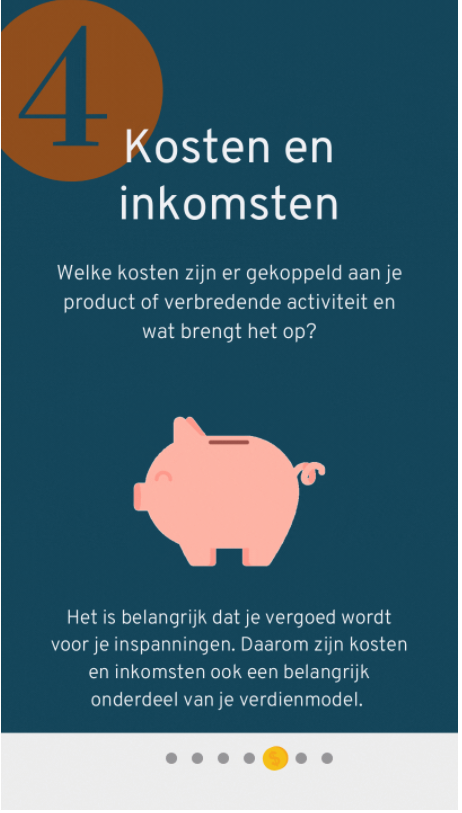 4
Kosten en
inkomsten
Welke kosten zijn er gekoppeld aan je
product of verbredende activiteit en
wat brengt het op?
Het is belangrijk dat je vergoed wordt
voor je inspanningen. Daarom zijn kosten
en inkomsten ook een belangrijk
onderdeel van je verdienmodel.
$